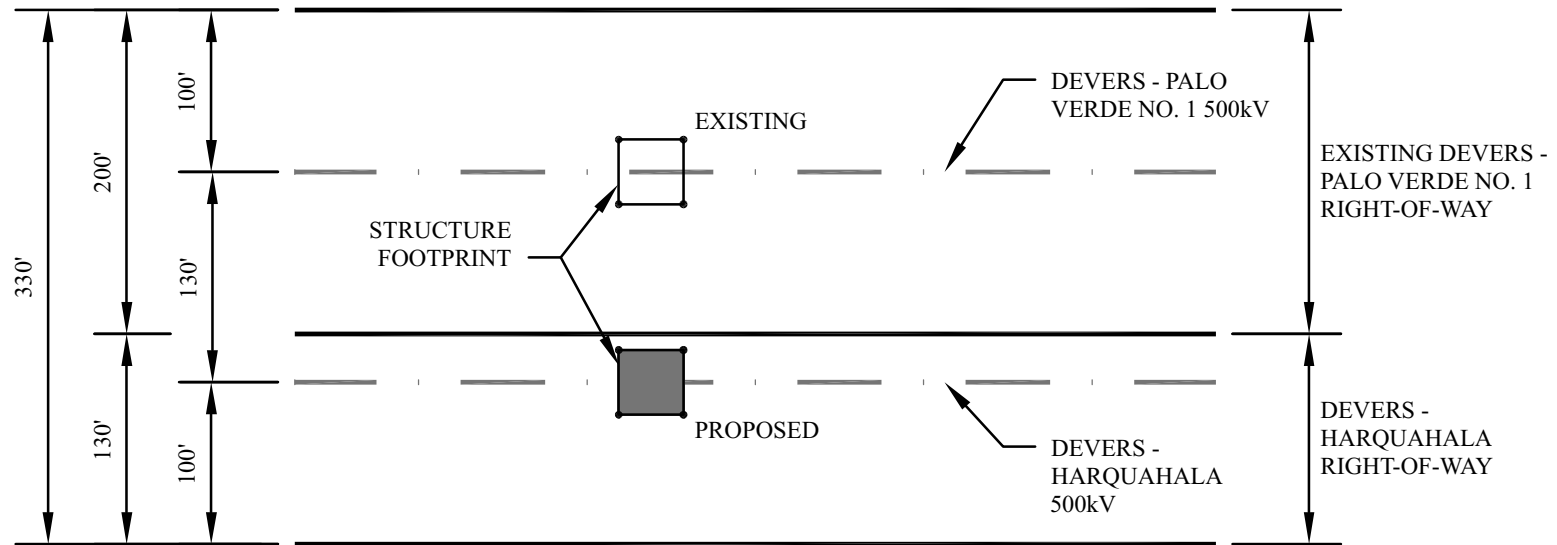 330'
200'
130'
100'
130'
100'
EXISTING
STRUCTURE
FOOTPRINT
PROPOSED
DEVERS - PALO
VERDE NO. 1 500kV
DEVERS -
HARQUAHALA
500kV
EXISTING DEVERS -
PALO VERDE NO. 1
RIGHT-OF-WAY
DEVERS -
HARQUAHALA
RIGHT-OF-WAY